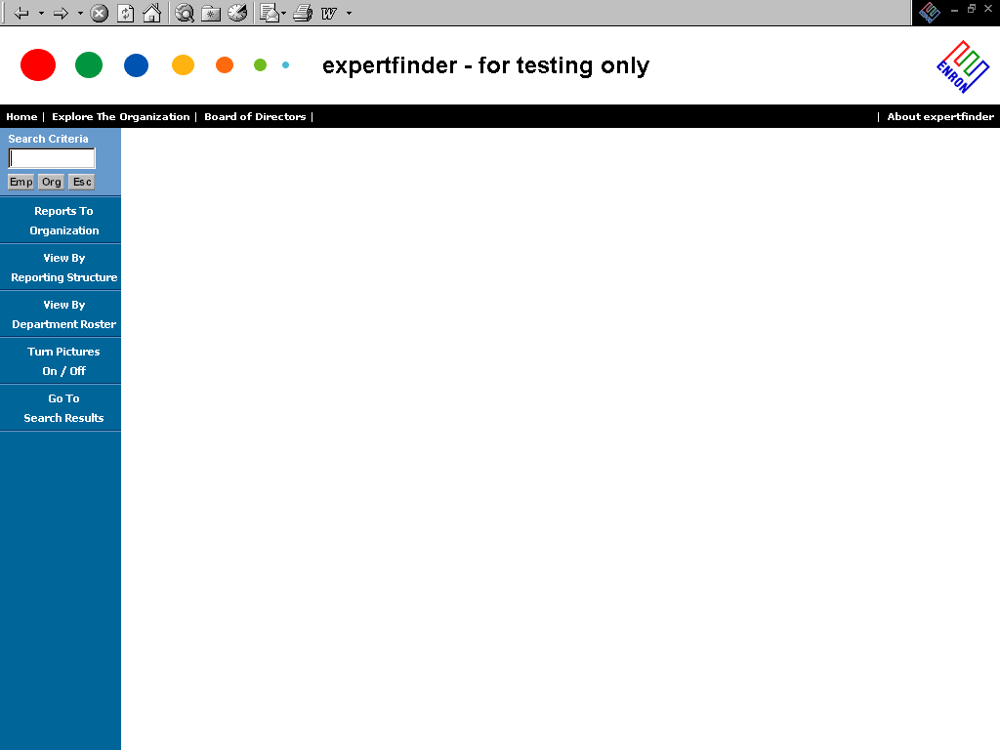 W
expertfinder - for testing only
ENRON
Home | Explore The Organization | Board of Directors |
| About expertfinder
Search Criteria
Emp Org Esc
Reports To
Organization
View By
Reporting Structure
View By
Department Roster
Turn Pictures
On / Off
Go To
Search Results